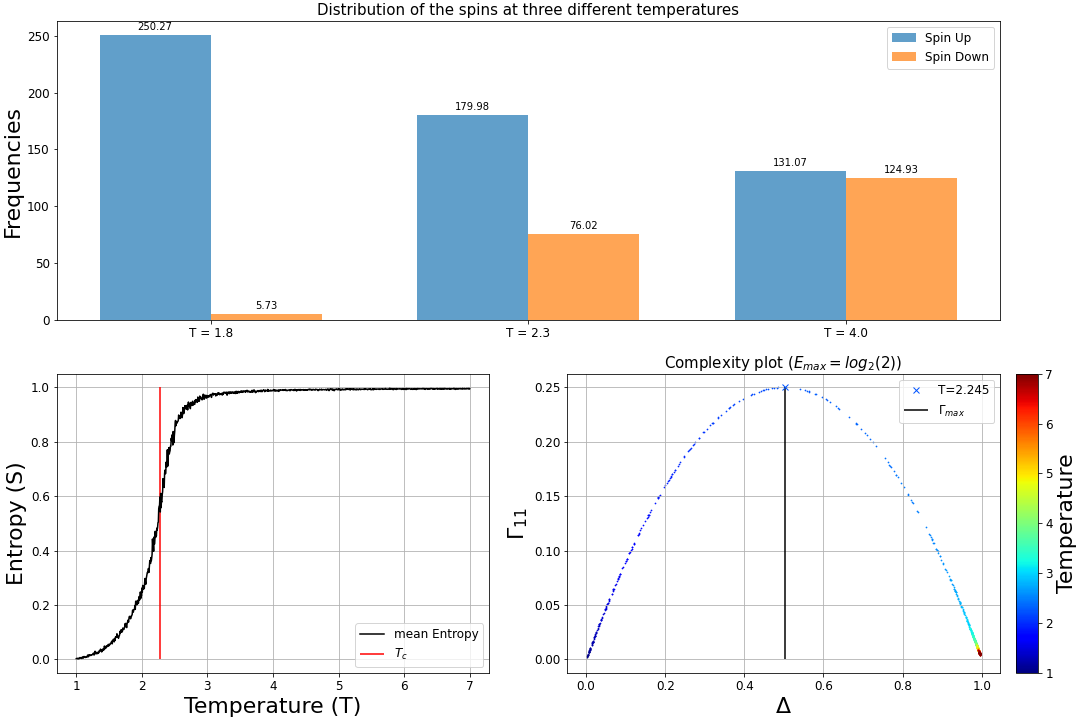 Distribution of the spins at three different temperatures
250.27
Spin Up
Spin Down
250
200
179.98
150
131.07
124.93
100
76.02
50
5.73
0
Frequencies
T = 1.8
T = 2.3
T = 4.0
1.0
0.8
0.6
0.4
0.2
0.0
Entropy (S)
mean Entropy
T_c
1 2 3 4 5 6 7
Temperature (T)
Complexity plot (E_max = log_2(2))
0.25
0.20
0.15
0.10
0.05
0.00
Γ_11
T=2.245
Γ_max
0.0 0.2 0.4 0.6 0.8 1.0
Δ
7
6
5
4
3
2
1
Temperature